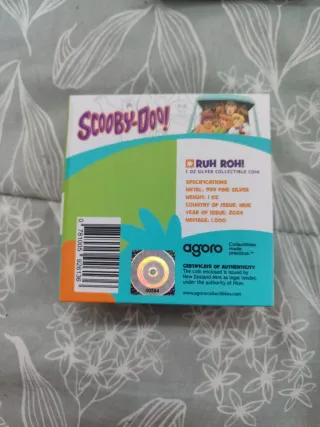 SCOOBY-DOO!
RUH ROH!
1 OZ SILVER COLLECTIBLE COIN
SPECIFICATIONS
METAL: 999 FINE SILVER
WEIGHT: 1 OZ
COUNTRY OF ISSUE: NIUE
YEAR OF ISSUE: 2024
MINTAGE: 1,000
agoro
Collectibles
made
precious.™
CERTIFICATE OF AUTHENTICITY
The coin enclosed is issued by
New Zealand Mint as legal tender,
under the authority of Niue.
www.agorocollectibles.com